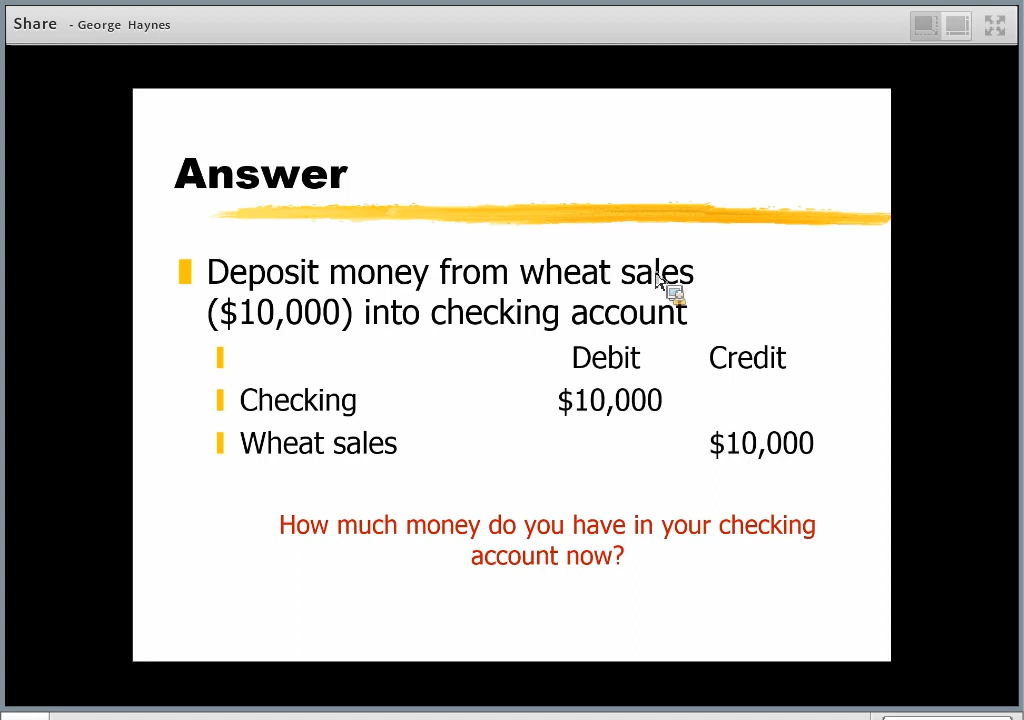 Share - George Haynes
Answer
Deposit money from wheat sales
($10,000) into checking account
Debit Credit
Checking $10,000
Wheat sales $10,000
How much money do you have in your checking
account now?